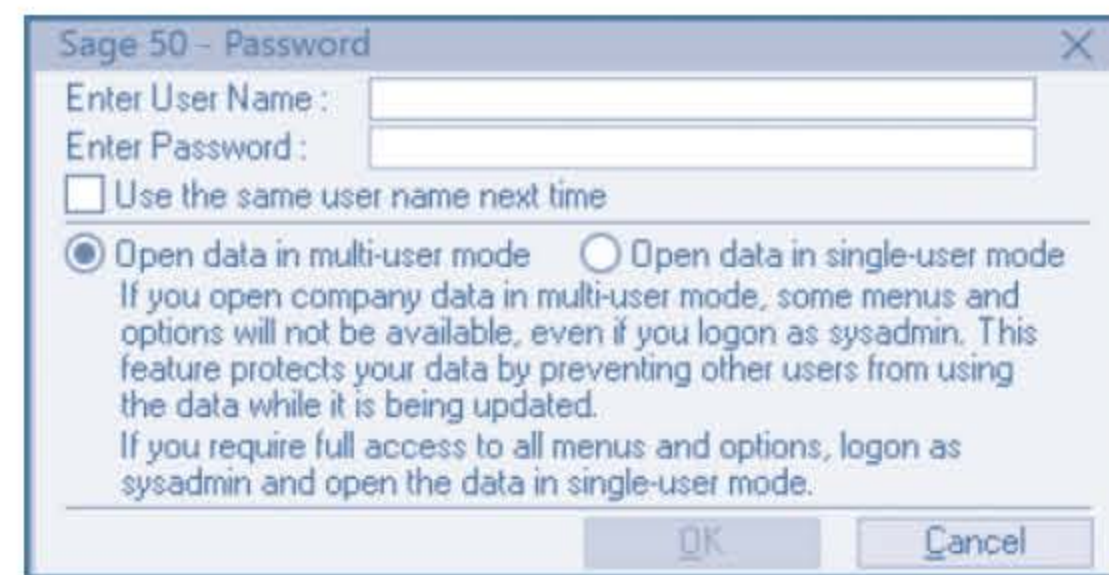 Sage 50 - Password
Enter User Name :
Enter Password :
Use the same user name next time
Open data in multi-user mode Open data in single-user mode
If you open company data in multi-user mode, some menus and
options will not be available, even if you logon as sysadmin. This
feature protects your data by preventing other users from using
the data while it is being updated.
If you require full access to all menus and options, logon as
sysadmin and open the data in single-user mode.
OK Cancel